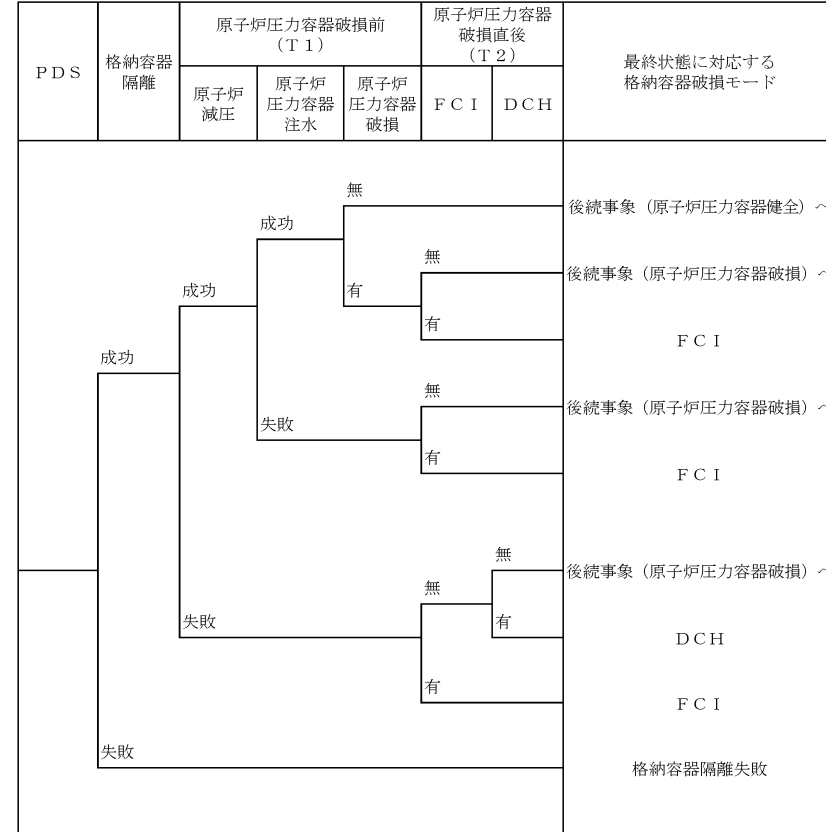 ＰＤＳ
格納容器
隔離
原子炉圧力容器破損前
（Ｔ１）
原子炉圧力容器
破損直後
（Ｔ２）
最終状態に対応する
格納容器破損モード
原子炉
減圧
原子炉
圧力容器
注水
原子炉
圧力容器
破損
ＦＣＩ
ＤＣＨ
無
後続事象（原子炉圧力容器健全）へ
成功
無
後続事象（原子炉圧力容器破損）へ
成功
有
有
ＦＣＩ
成功
無
後続事象（原子炉圧力容器破損）へ
失敗
有
ＦＣＩ
無
後続事象（原子炉圧力容器破損）へ
無
失敗
有
ＤＣＨ
有
ＦＣＩ
失敗
格納容器隔離失敗